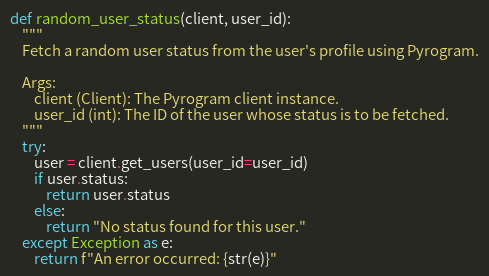 def random_user_status(client, user_id):
    """
    Fetch a random user status from the user's profile using Pyrogram.

    Args:
        client (Client): The Pyrogram client instance.
        user_id (int): The ID of the user whose status is to be fetched.
    """
    try:
        user = client.get_users(user_id=user_id)
        if user.status:
            return user.status
        else:
            return "No status found for this user."
    except Exception as e:
        return f"An error occurred: {str(e)}"